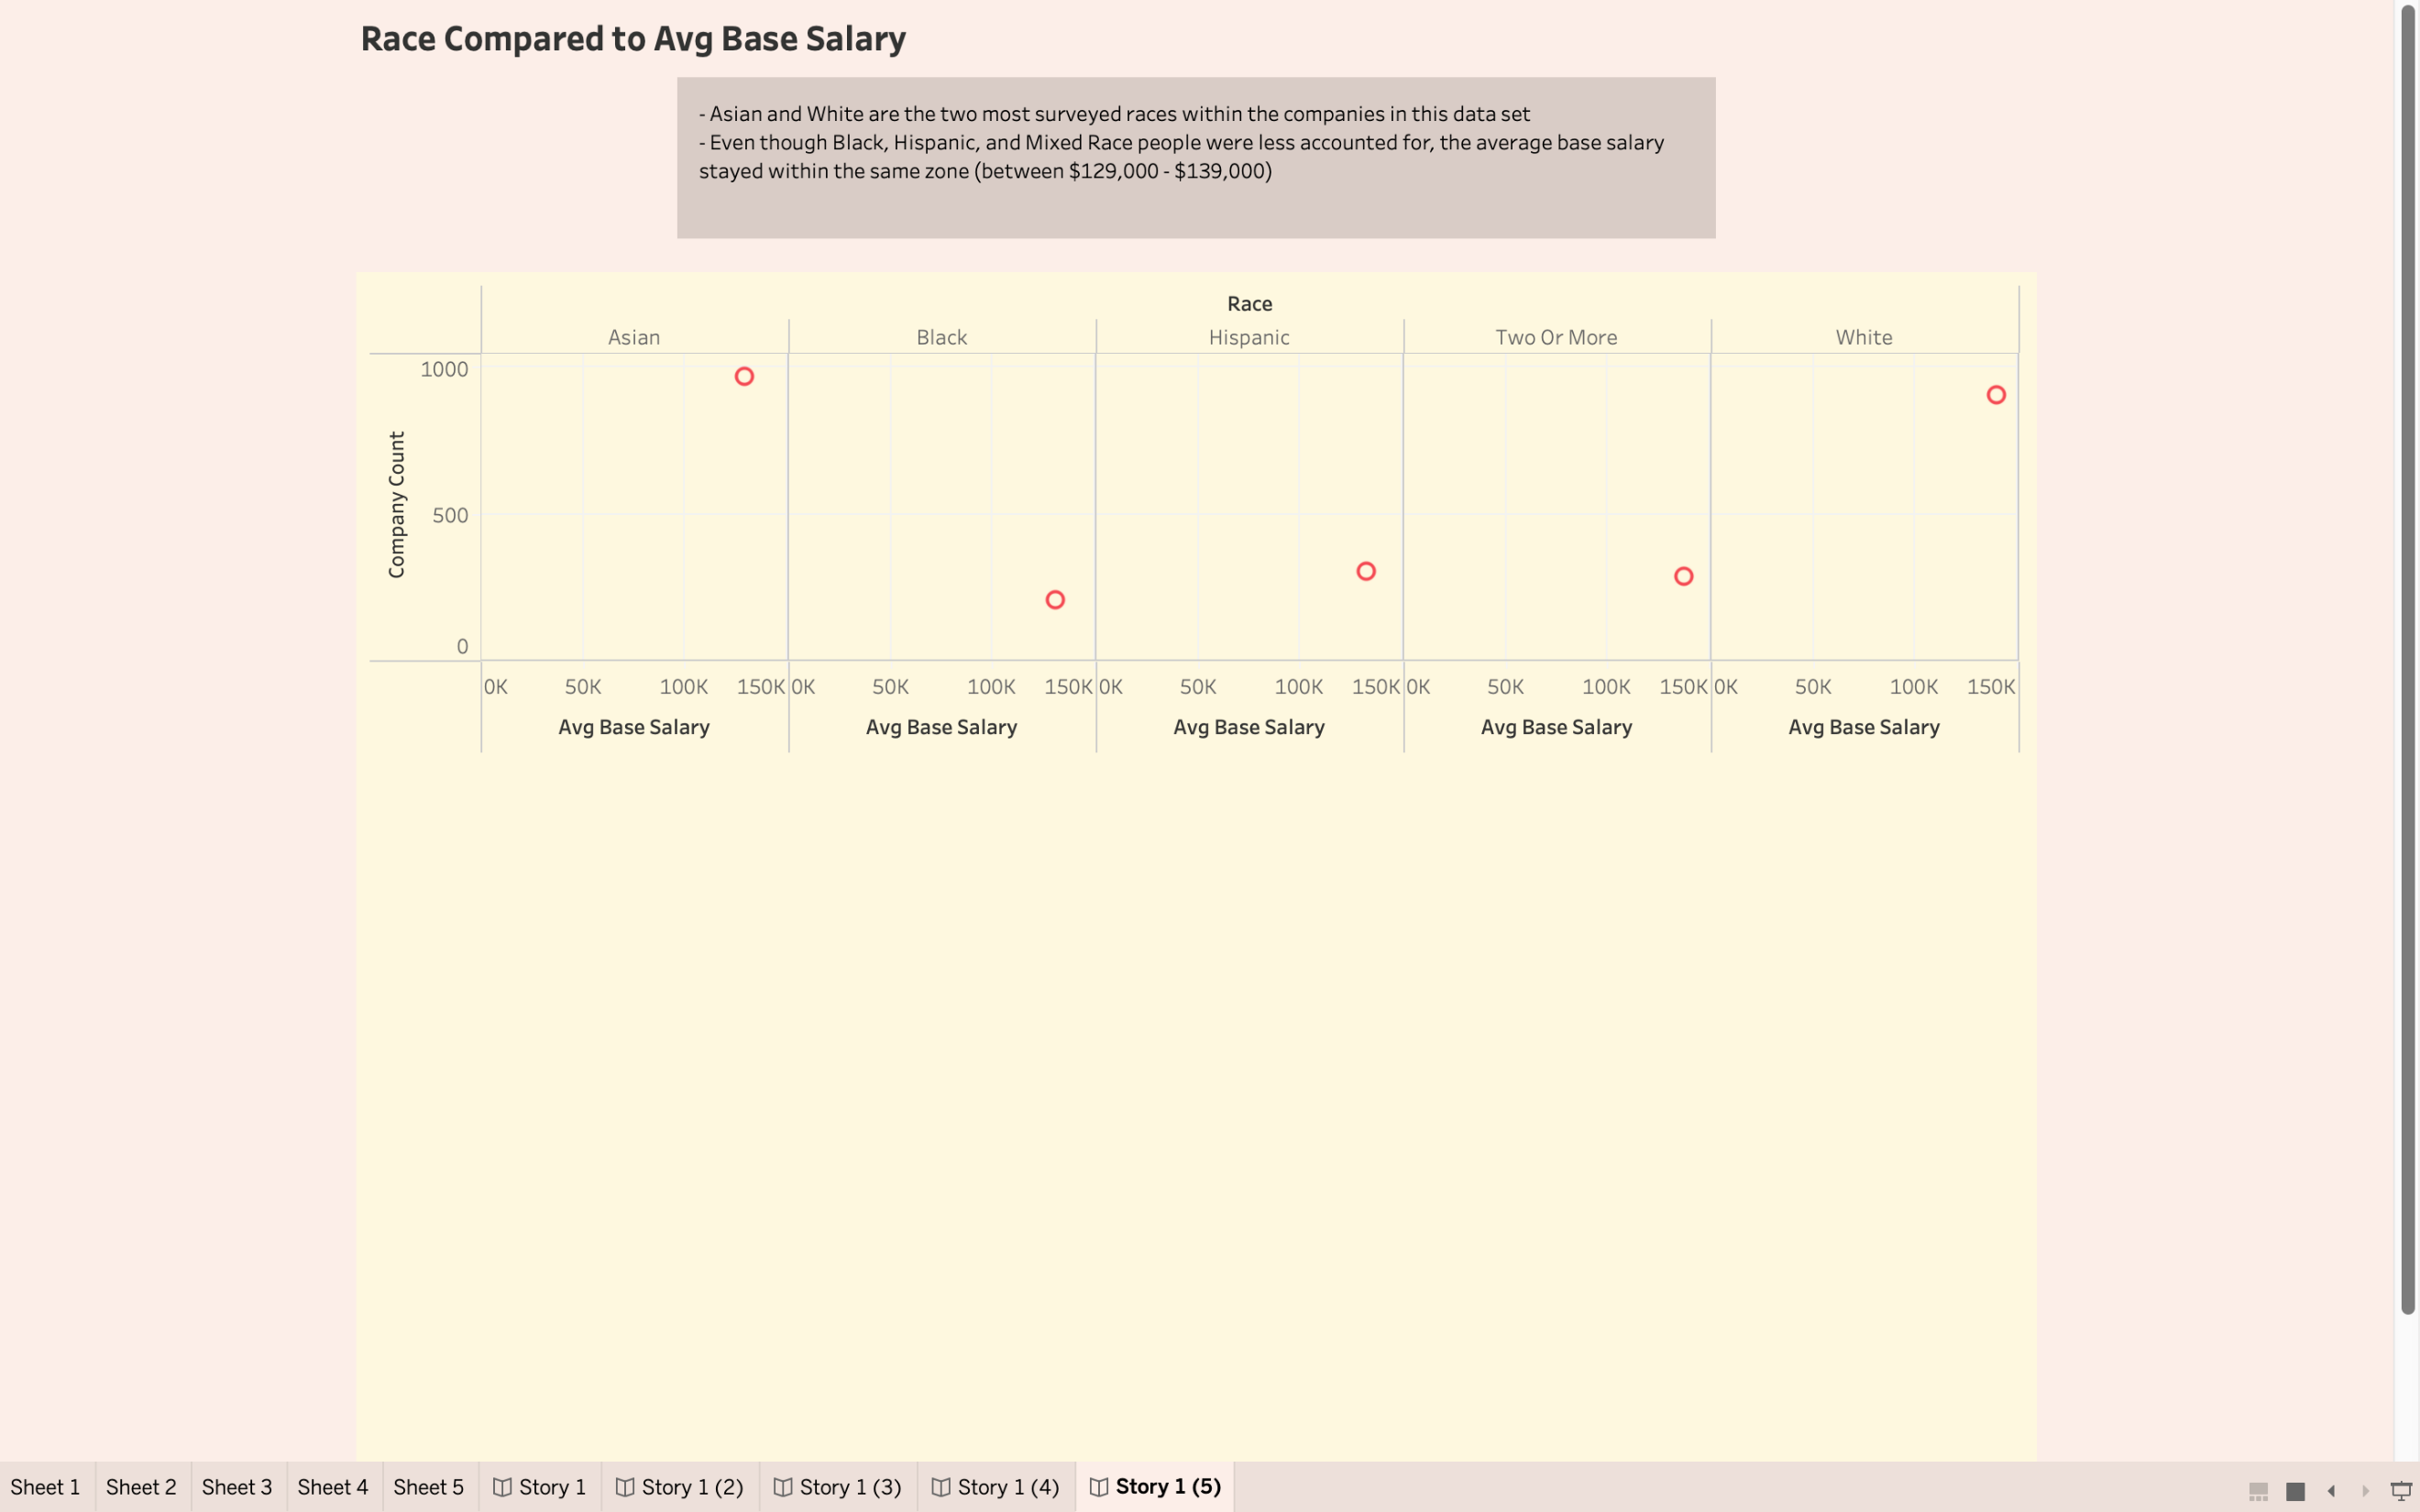 Race Compared to Avg Base Salary
- Asian and White are the two most surveyed races within the companies in this data set
- Even though Black, Hispanic, and Mixed Race people were less accounted for, the average base salary
stayed within the same zone (between $129,000 - $139,000)
Race
Asian Black Hispanic Two Or More White
Company Count
1000
500
0
0K 50K 100K 150K 0K 50K 100K 150K 0K 50K 100K 150K 0K 50K 100K 150K 0K 50K 100K 150K
Avg Base Salary Avg Base Salary Avg Base Salary Avg Base Salary Avg Base Salary
Sheet 1 Sheet 2 Sheet 3 Sheet 4 Sheet 5 Story 1 Story 1 (2) Story 1 (3) Story 1 (4) Story 1 (5)